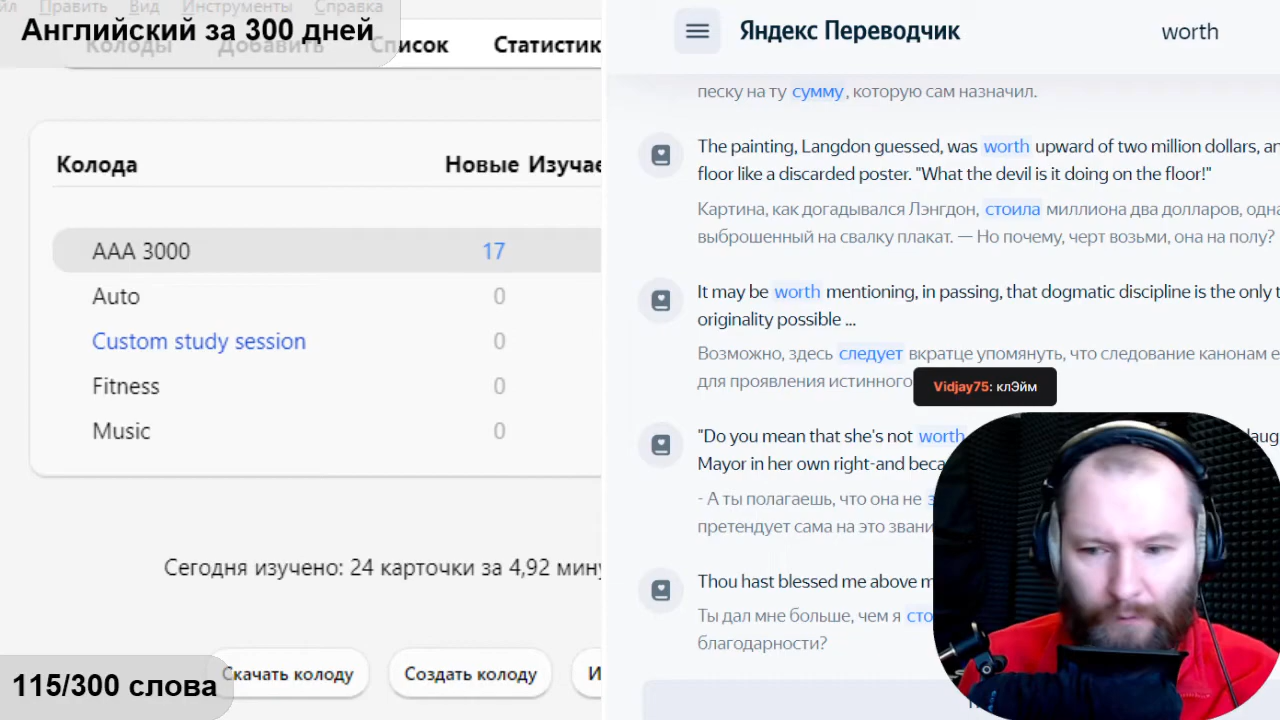 йл Править Вид Инструменты Справка
Английский за 300 дней
Колоды Добавить Список Статистик
Колода Новые Изучае
AAA 3000 17
Auto 0
Custom study session 0
Fitness 0
Music 0
Сегодня изучено: 24 карточки за 4,92 мину
Скачать колоду Создать колоду И
115/300 слова
Яндекс Переводчик worth
песку на ту сумму, которую сам назначил.
The painting, Langdon guessed, was worth upward of two million dollars, an
floor like a discarded poster. "What the devil is it doing on the floor!"
Картина, как догадывался Лэнгдон, стоила миллиона два долларов, одна
выброшенный на свалку плакат. — Но почему, черт возьми, она на полу?
It may be worth mentioning, in passing, that dogmatic discipline is the only t
originality possible ...
Возможно, здесь следует вкратце упомянуть, что следование канонам е
для проявления истинного
Vidjay75: клЭйм
"Do you mean that she's not worth laug
Mayor in her own right-and beca
- А ты полагаешь, что она не з
претендует сама на это звани
Thou hast blessed me above m
Ты дал мне больше, чем я сто
благодарности?